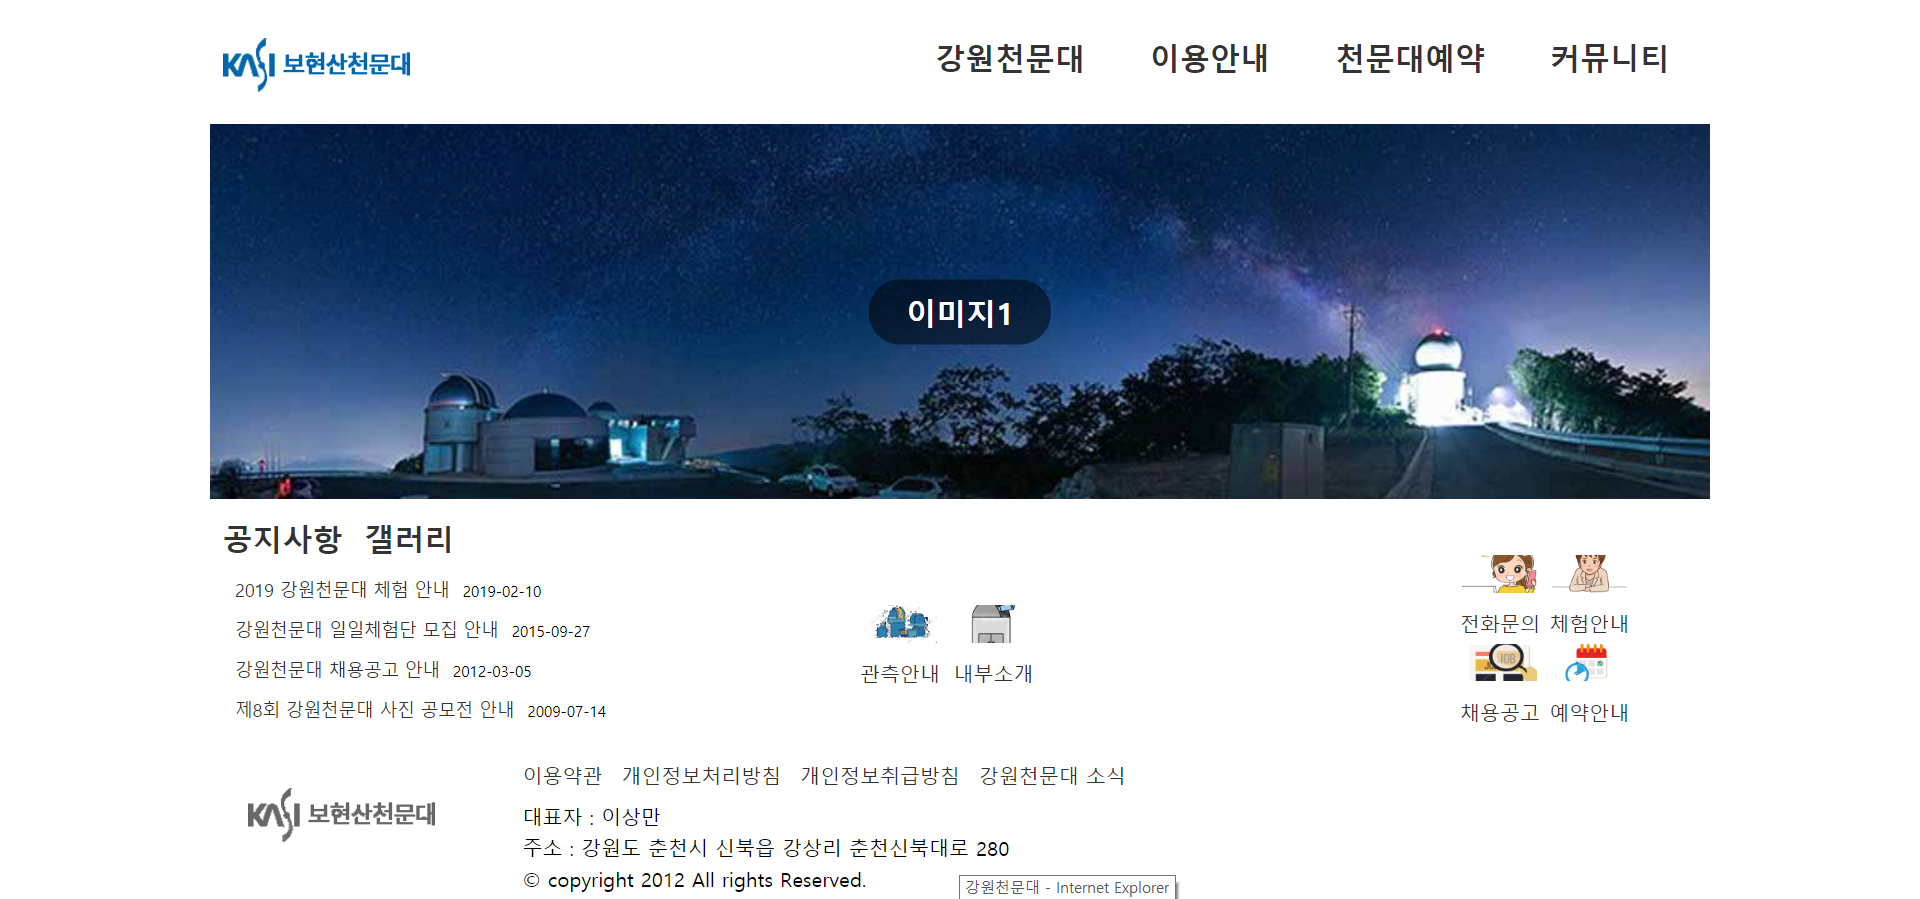 KASI 보현산천문대
강원천문대 이용안내 천문대예약 커뮤니티
이미지1
공지사항 갤러리
2019 강원천문대 체험 안내 2019-02-10
강원천문대 일일체험단 모집 안내 2015-09-27
강원천문대 채용공고 안내 2012-03-05
제8회 강원천문대 사진 공모전 안내 2009-07-14
관측안내 내부소개
전화문의 체험안내
JOB
채용공고 예약안내
이용약관 개인정보처리방침 개인정보취급방침 강원천문대 소식
KASI 보현산천문대
대표자 : 이상만
주소 : 강원도 춘천시 신북읍 강상리 춘천신북대로 280
© copyright 2012 All rights Reserved.
강원천문대 - Internet Explorer